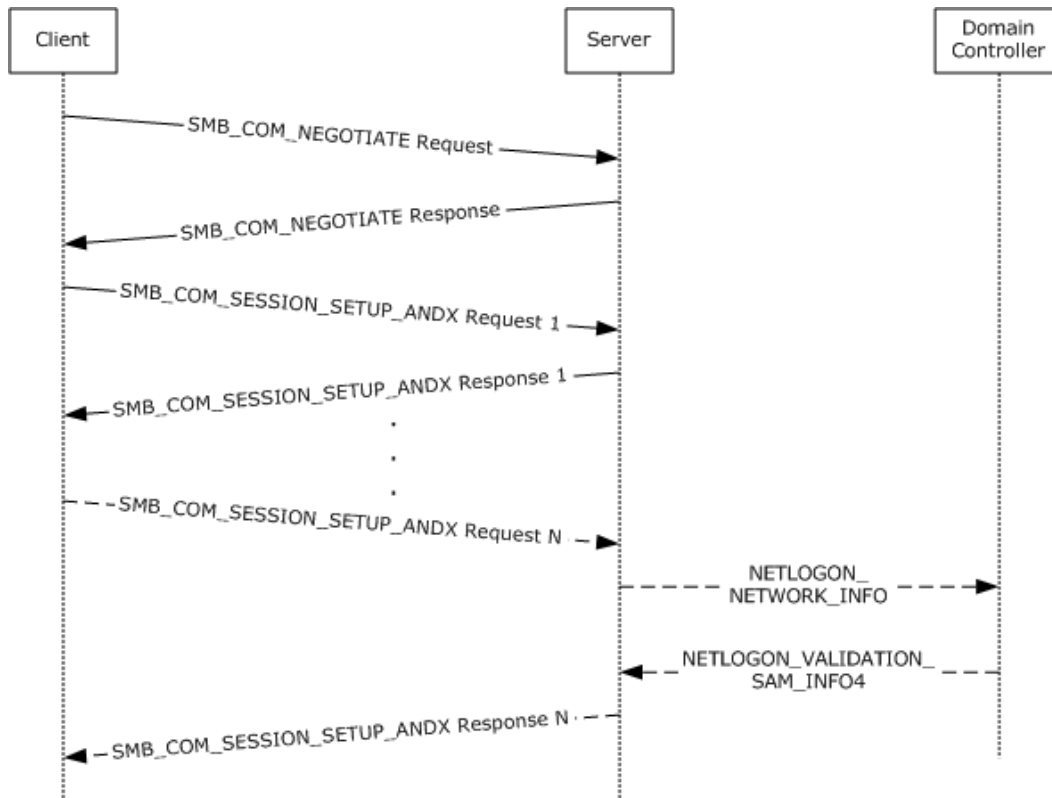 Client
Server
Domain
Controller
SMB_COM_NEGOTIATE Request
SMB_COM_NEGOTIATE Response
SMB_COM_SESSION_SETUP_ANDX Request 1
SMB_COM_SESSION_SETUP_ANDX Response 1
.
.
.
SMB_COM_SESSION_SETUP_ANDX Request N
NETLOGON_
NETWORK_INFO
NETLOGON_VALIDATION_
SAM_INFO4
SMB_COM_SESSION_SETUP_ANDX Response N